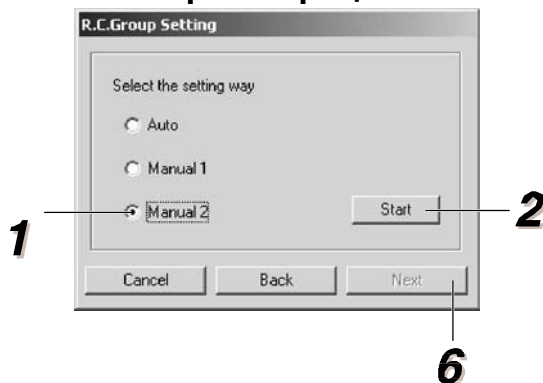 R.C.Group Setting
Select the setting way
Auto
Manual 1
Manual 2
Start
1
2
Cancel
Back
Next
6